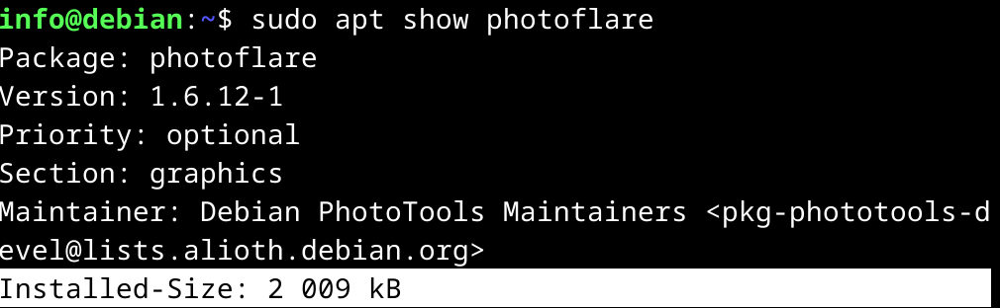 info@debian:~$ sudo apt show photoflare
Package: photoflare
Version: 1.6.12-1
Priority: optional
Section: graphics
Maintainer: Debian PhotoTools Maintainers <pkg-phototools-d
evel@lists.alioth.debian.org>
Installed-Size: 2 009 kB